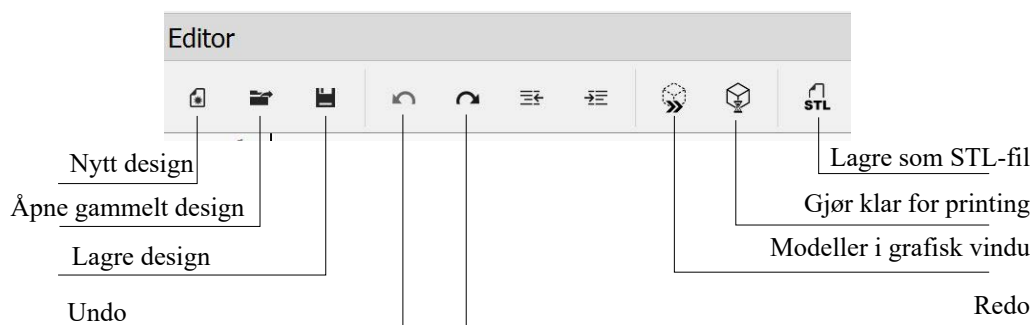 Editor
STL
Nytt design
Lagre som STL-fil
Åpne gammelt design
Gjør klar for printing
Lagre design
Modeller i grafisk vindu
Undo
Redo